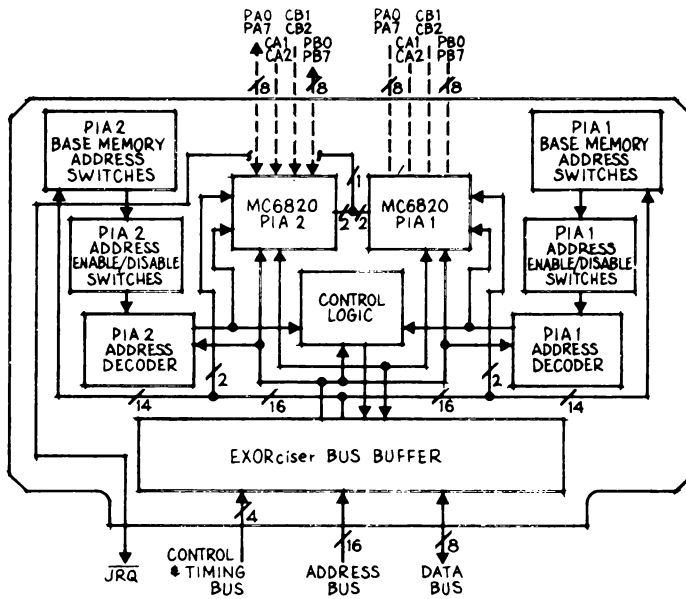 PA0 CB1 PA0 CB1
PA7 CB2 PA7 CB2
CA1 PB0 CA1 PB0
CA2 PB7 CA2 PB7
8 8 8 8
PIA 2
BASE MEMORY
ADDRESS
SWITCHES
PIA 1
BASE MEMORY
ADDRESS
SWITCHES
1
MC6820
PIA 2
2 2
MC6820
PIA 1
PIA 2
ADDRESS
ENABLE/DISABLE
SWITCHES
PIA 1
ADDRESS
ENABLE/DISABLE
SWITCHES
CONTROL
LOGIC
PIA 2
ADDRESS
DECODER
PIA 1
ADDRESS
DECODER
2 2
14 16 16 14
EXORciser BUS BUFFER
4 16 8
JRQ
CONTROL
& TIMING
BUS
ADDRESS
BUS
DATA
BUS